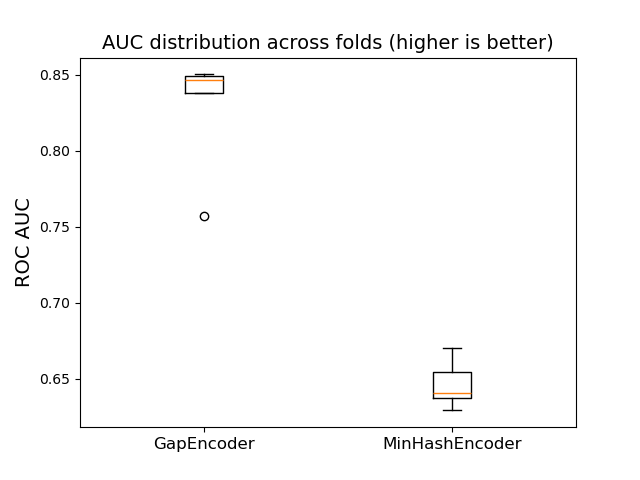 AUC distribution across folds (higher is better)
ROC AUC
0.85
0.80
0.75
0.70
0.65
GapEncoder
MinHashEncoder